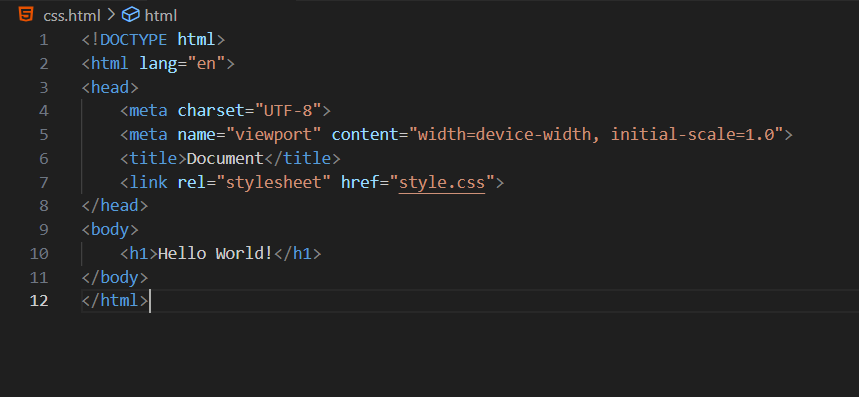 css.html > html
1 <!DOCTYPE html>
2 <html lang="en">
3 <head>
4     <meta charset="UTF-8">
5     <meta name="viewport" content="width=device-width, initial-scale=1.0">
6     <title>Document</title>
7     <link rel="stylesheet" href="style.css">
8 </head>
9 <body>
10     <h1>Hello World!</h1>
11 </body>
12 </html>